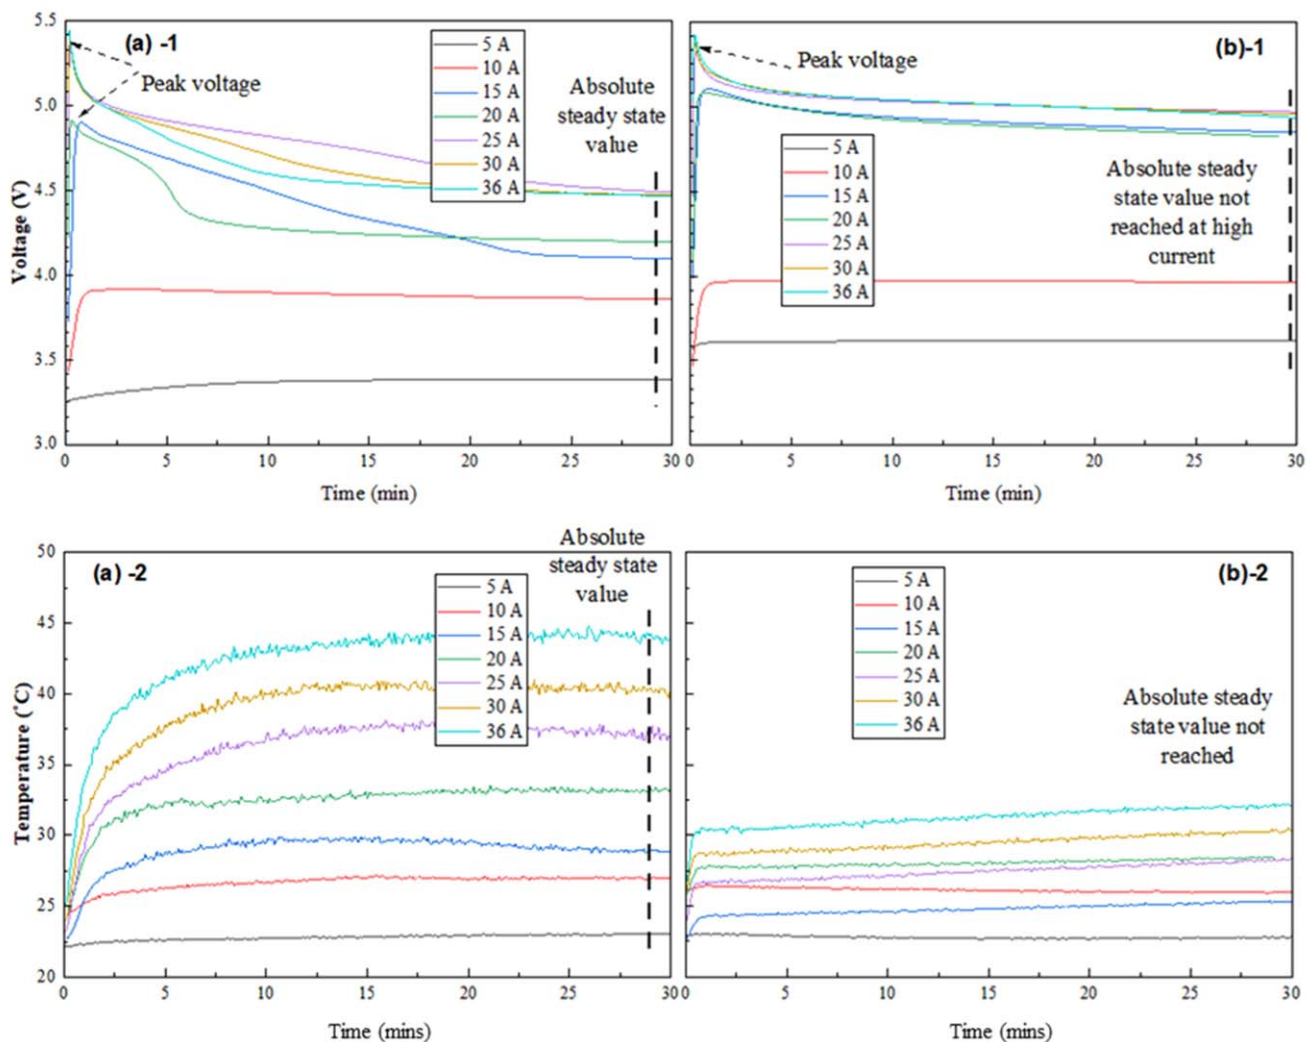 (a) -1
Peak voltage
5 A
10 A
15 A
20 A
25 A
30 A
36 A
Absolute
steady state
value
5.5
5.0
4.5
4.0
3.5
3.0
Voltage (V)
0
5
10
15
20
25
30
Time (min)
(b)-1
Peak voltage
5 A
10 A
15 A
20 A
25 A
30 A
36 A
Absolute steady
state value not
reached at high
current
0
5
10
15
20
25
30
Time (min)
(a) -2
Absolute
steady state
value
5 A
10 A
15 A
20 A
25 A
30 A
36 A
50
45
40
35
30
25
20
Temperature (˚C)
0
5
10
15
20
25
30
Time (mins)
(b)-2
5 A
10 A
15 A
20 A
25 A
30 A
36 A
Absolute steady
state value not
reached
0
5
10
15
20
25
30
Time (mins)